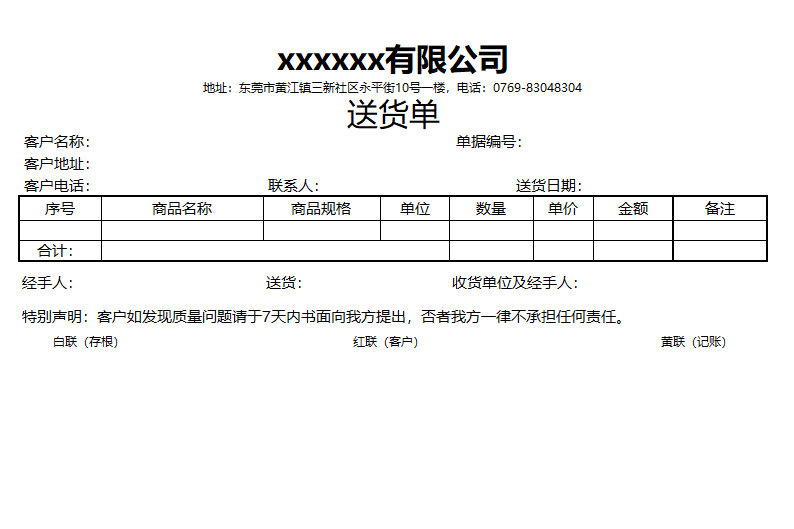 xxxxxx有限公司
地址：东莞市黄江镇三新社区永平街10号一楼，电话：0769-83048304
送货单
客户名称： 单据编号：
客户地址：
客户电话： 联系人： 送货日期：
序号 商品名称 商品规格 单位 数量 单价 金额 备注
合计：
经手人： 送货： 收货单位及经手人：
特别声明：客户如发现质量问题请于7天内书面向我方提出，否者我方一律不承担任何责任。
白联（存根） 红联（客户） 黄联（记账）